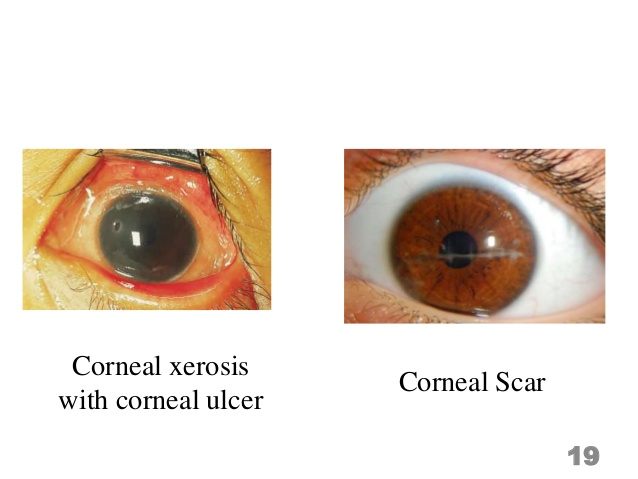 Corneal xerosis
with corneal ulcer
Corneal Scar
19